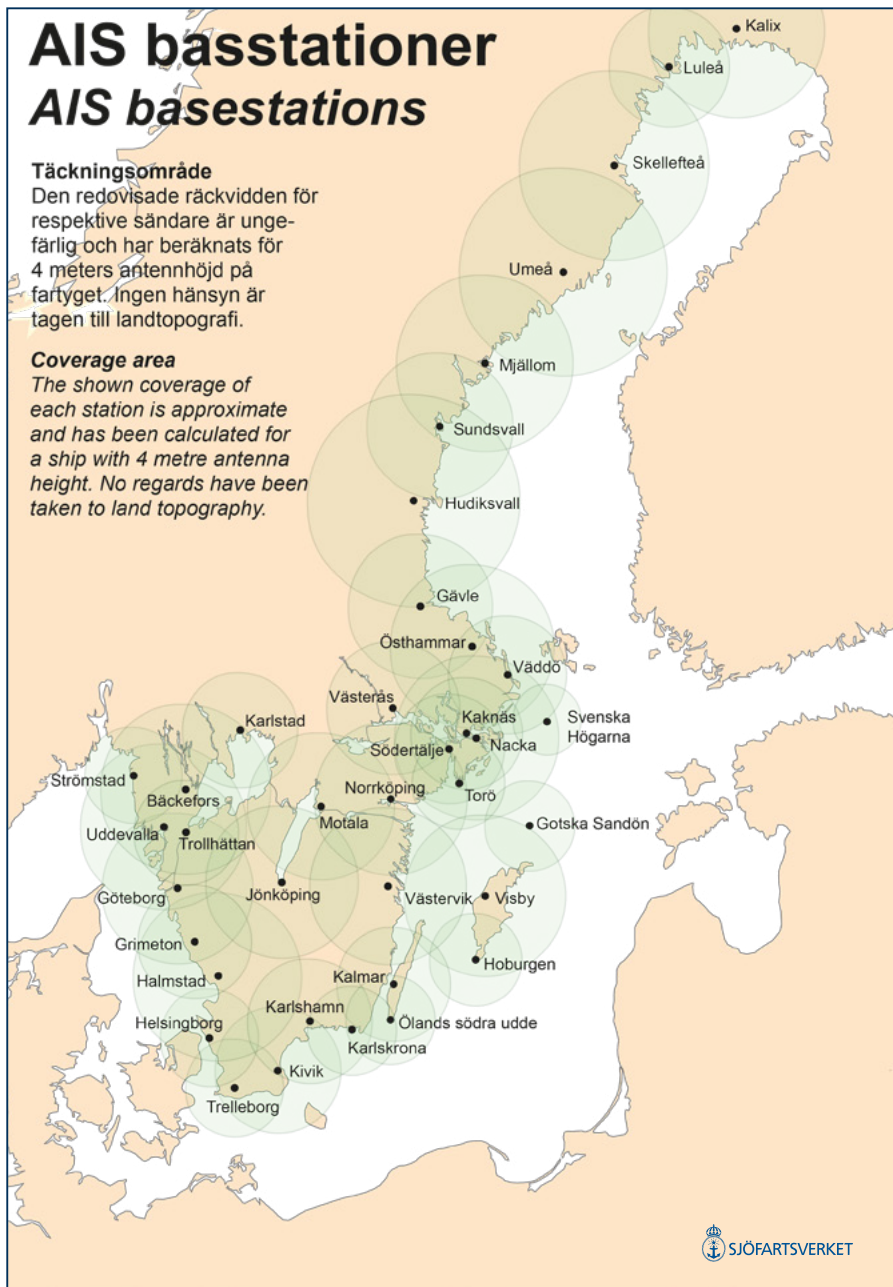 AIS basstationer
AIS basestations
Täckningsområde
Den redovisade räckvidden för
respektive sändare är unge-
färlig och har beräknats för
4 meters antennhöjd på
fartyget. Ingen hänsyn är
tagen till landtopografi.
Coverage area
The shown coverage of
each station is approximate
and has been calculated for
a ship with 4 metre antenna
height. No regards have been
taken to land topography.
Kalix
Luleå
Skellefteå
Umeå
Mjällom
Sundsvall
Hudiksvall
Gävle
Östhammar
Väddö
Västerås
Karlstad
Kaknäs
Svenska
Högarna
Nacka
Södertälje
Strömstad
Bäckefors
Norrköping
Torö
Motala
Gotska Sandön
Uddevalla
Trollhättan
Göteborg
Jönköping
Västervik
Visby
Grimeton
Hoburgen
Halmstad
Kalmar
Karlshamn
Helsingborg
Ölands södra udde
Karlskrona
Kivik
Trelleborg
SJÖFARTSVERKET